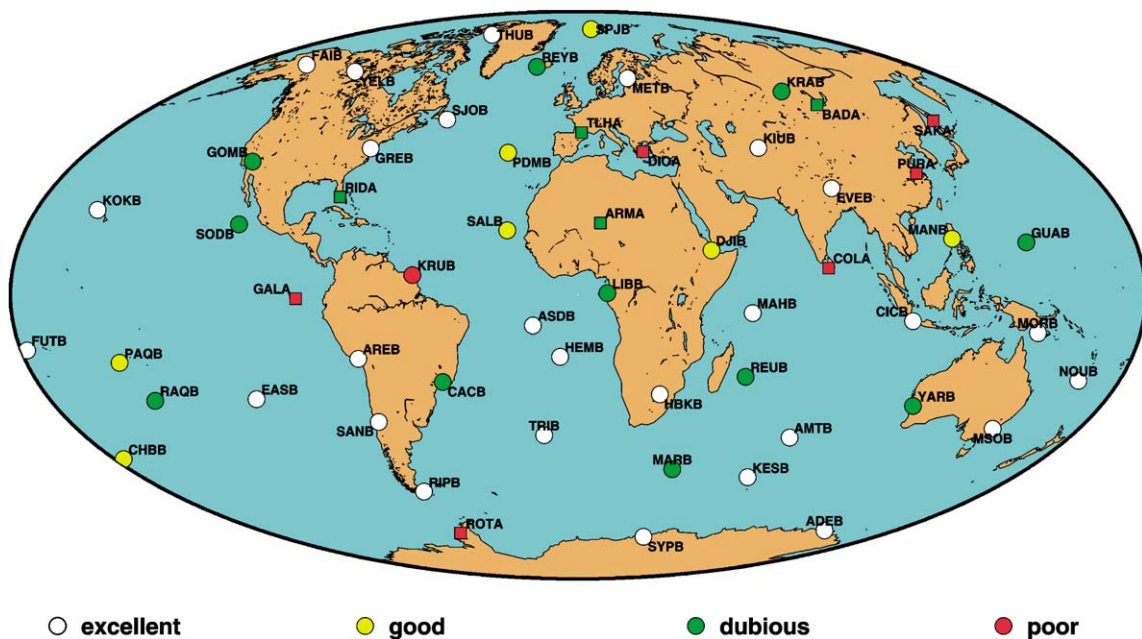 THUB
SPJB
REYB
FAIB
YELB
METB
KRAB
BADA
SJOB
SAKA
TLHA
GOMB
GREB
PDMB
DIOA
KIUB
PURA
RIDA
EVEB
KOKB
SODB
SALB
ARMA
DJIB
MANB
GUAB
KRUB
COLA
GALA
LIBB
MAHB
ASDB
CICB
MORB
FUTB
PAQB
AREB
HEMB
REUB
NOUB
RAQB
EASB
CACB
HBKB
YARB
SANB
TRIB
AMTB
MSOB
CHBB
MARB
KESB
RIPB
ROTA
SYPB
ADEB
excellent good dubious poor